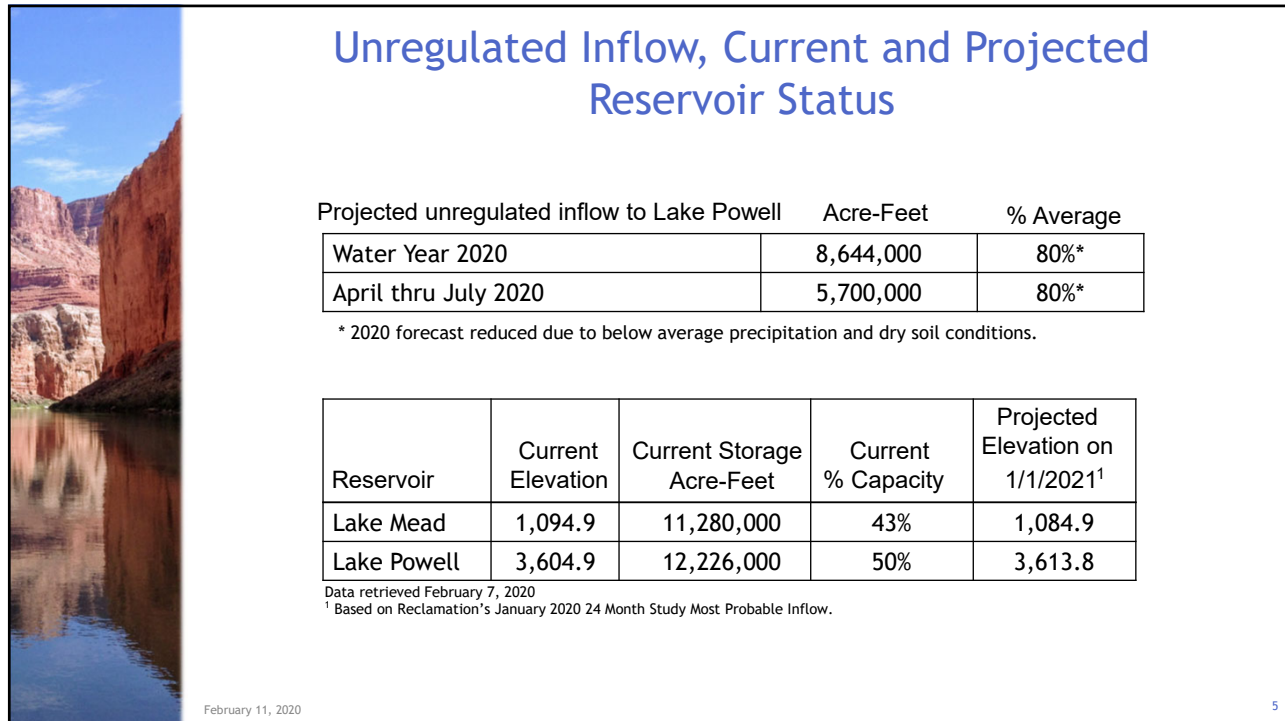 Unregulated Inflow, Current and Projected
Reservoir Status
Projected unregulated inflow to Lake Powell Acre-Feet % Average
Water Year 2020 8,644,000 80%*
April thru July 2020 5,700,000 80%*
* 2020 forecast reduced due to below average precipitation and dry soil conditions.
Reservoir Current Elevation Current Storage Acre-Feet Current % Capacity Projected Elevation on 1/1/2021¹
Lake Mead 1,094.9 11,280,000 43% 1,084.9
Lake Powell 3,604.9 12,226,000 50% 3,613.8
Data retrieved February 7, 2020
¹ Based on Reclamation’s January 2020 24 Month Study Most Probable Inflow.
February 11, 2020 5